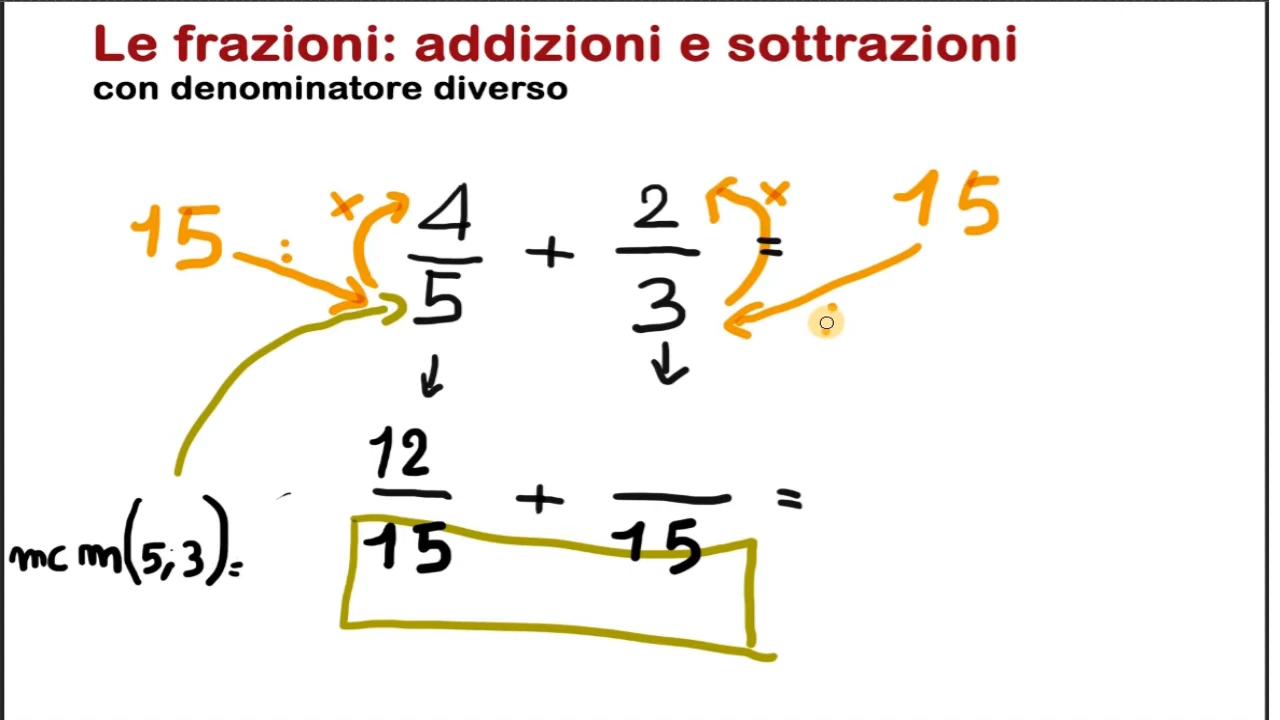 Le frazioni: addizioni e sottrazioni
con denominatore diverso
15 : x 4/5 + 2/3 x = : 15
12/15 + /15 =
mcm(5;3)=